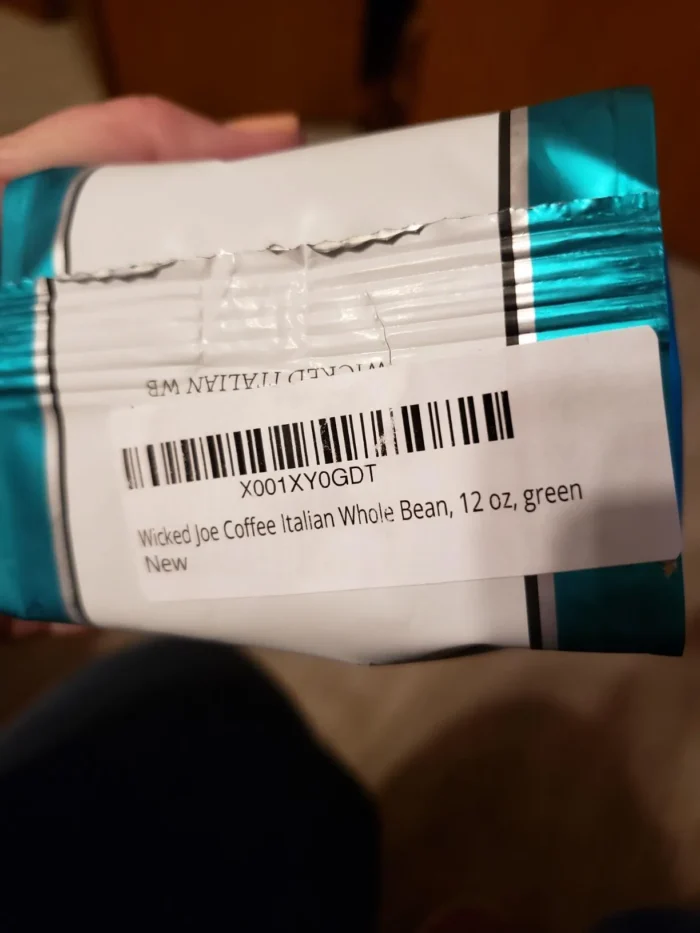 WICKED ITALIAN WB
X001XY0GDT
Wicked Joe Coffee Italian Whole Bean, 12 oz, green
New